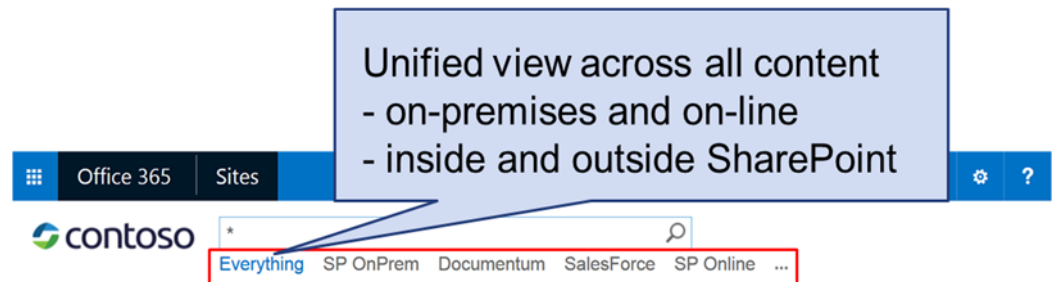 Unified view across all content
- on-premises and on-line
- inside and outside SharePoint
Office 365 Sites ?
contoso *
Everything SP OnPrem Documentum SalesForce SP Online ...